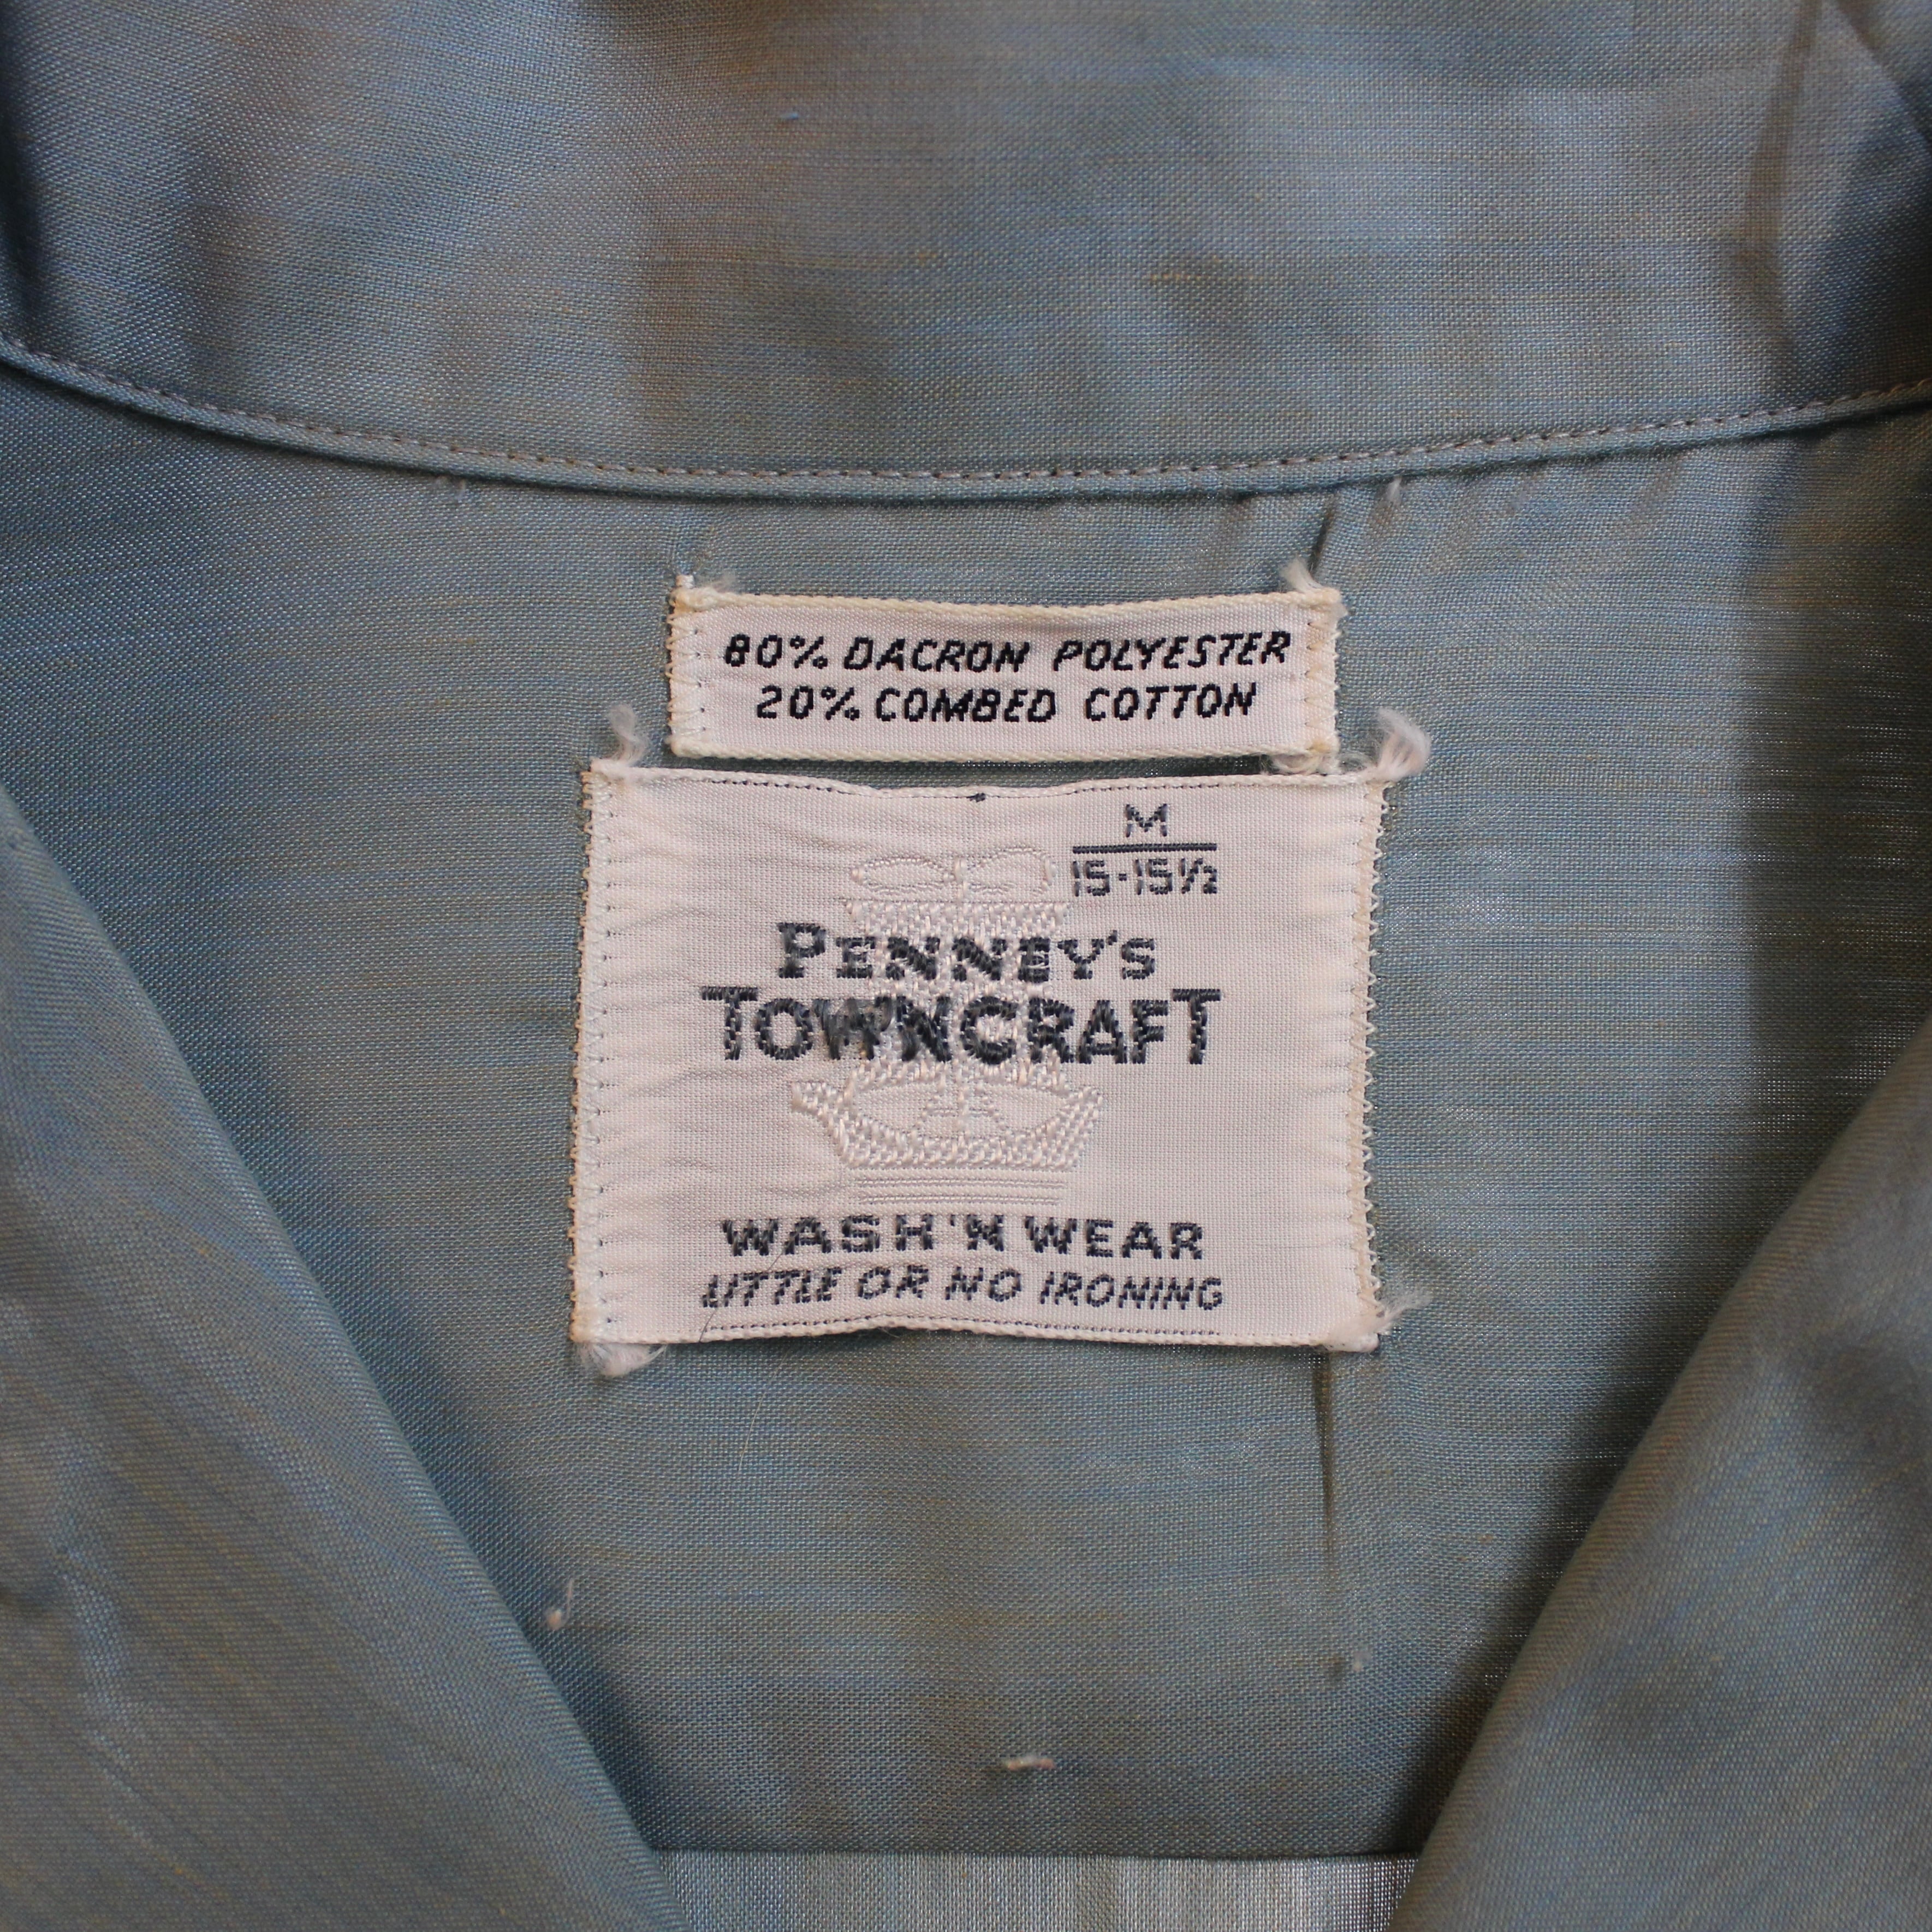 80% DACRON POLYESTER
20% COMBED COTTON
M
15-15½
PENNEY'S
TOWNCRAFT
WASH 'N WEAR
LITTLE OR NO IRONING